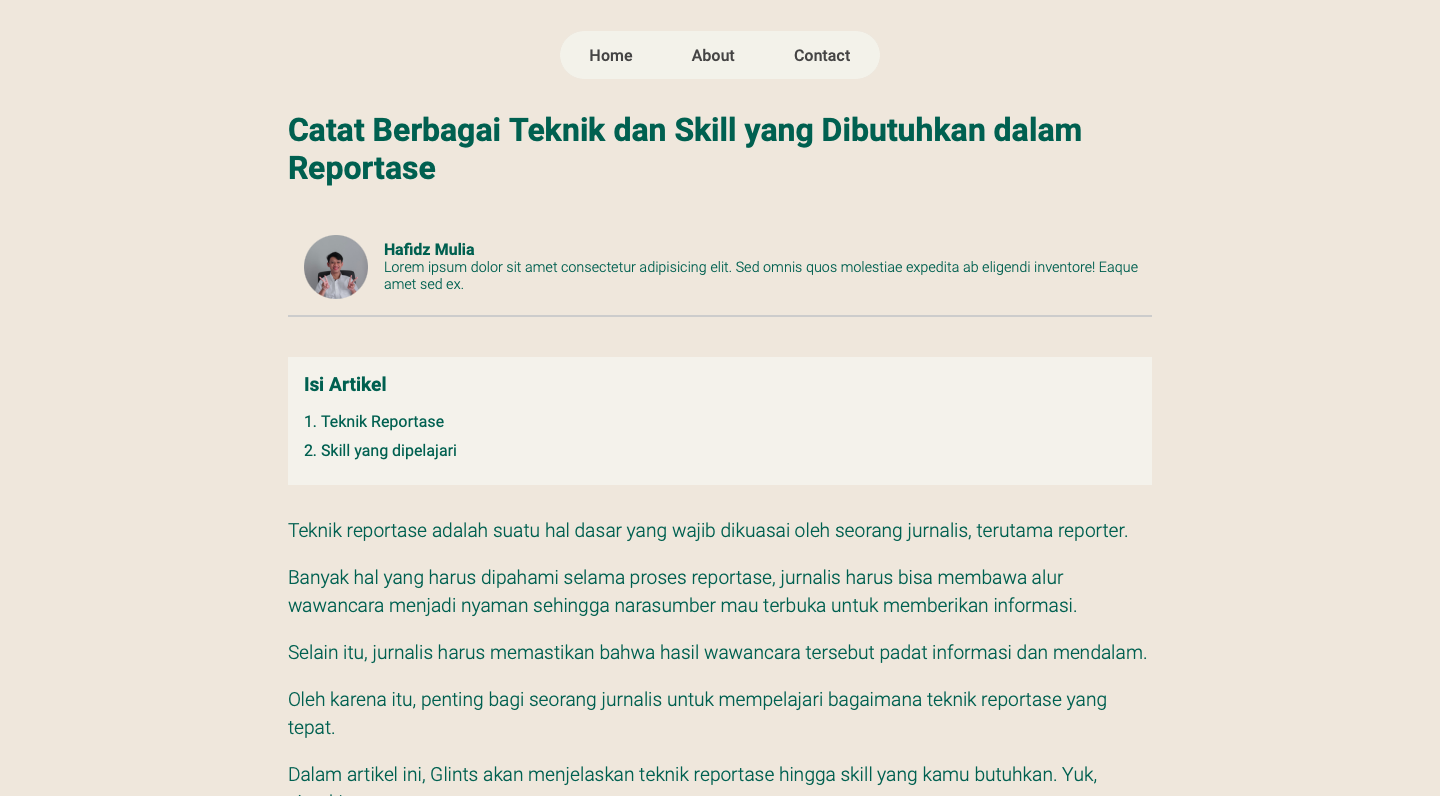 Home About Contact
Catat Berbagai Teknik dan Skill yang Dibutuhkan dalam
Reportase
Hafidz Mulia
Lorem ipsum dolor sit amet consectetur adipisicing elit. Sed omnis quos molestiae expedita ab eligendi inventore! Eaque
amet sed ex.
Isi Artikel
1. Teknik Reportase
2. Skill yang dipelajari
Teknik reportase adalah suatu hal dasar yang wajib dikuasai oleh seorang jurnalis, terutama reporter.
Banyak hal yang harus dipahami selama proses reportase, jurnalis harus bisa membawa alur
wawancara menjadi nyaman sehingga narasumber mau terbuka untuk memberikan informasi.
Selain itu, jurnalis harus memastikan bahwa hasil wawancara tersebut padat informasi dan mendalam.
Oleh karena itu, penting bagi seorang jurnalis untuk mempelajari bagaimana teknik reportase yang
tepat.
Dalam artikel ini, Glints akan menjelaskan teknik reportase hingga skill yang kamu butuhkan. Yuk,